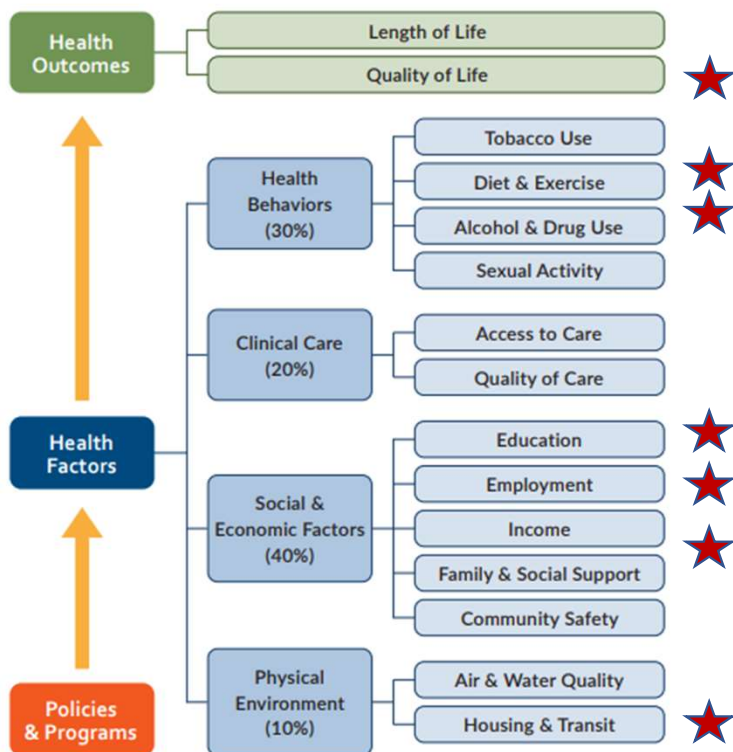 Health
Outcomes
Length of Life
Quality of Life
Health
Behaviors
(30%)
Tobacco Use
Diet & Exercise
Alcohol & Drug Use
Sexual Activity
Clinical Care
(20%)
Access to Care
Quality of Care
Health
Factors
Social &
Economic Factors
(40%)
Education
Employment
Income
Family & Social Support
Community Safety
Physical
Environment
(10%)
Air & Water Quality
Housing & Transit
Policies
& Programs